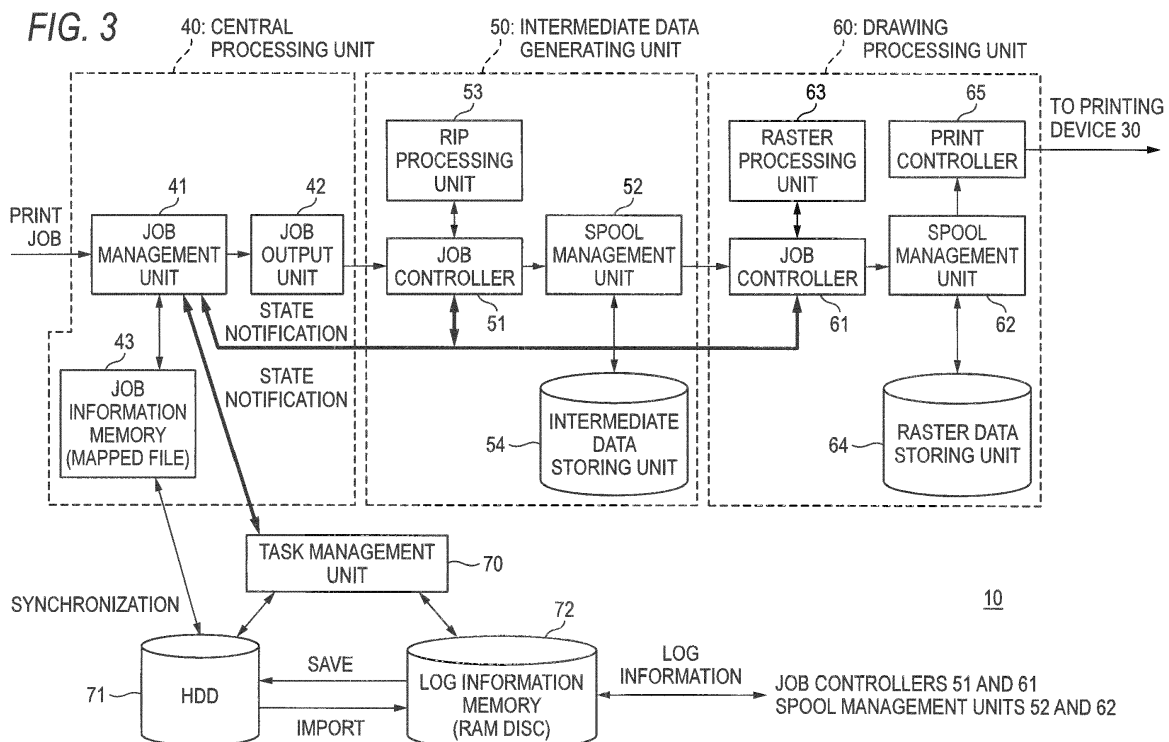 FIG. 3
40: CENTRAL
PROCESSING UNIT
50: INTERMEDIATE DATA
GENERATING UNIT
60: DRAWING
PROCESSING UNIT
53
RIP
PROCESSING
UNIT
63
RASTER
PROCESSING
UNIT
65
PRINT
CONTROLLER
TO PRINTING
DEVICE 30
PRINT
JOB
41
JOB
MANAGEMENT
UNIT
42
JOB
OUTPUT
UNIT
JOB
CONTROLLER
51
52
SPOOL
MANAGEMENT
UNIT
JOB
CONTROLLER
61
SPOOL
MANAGEMENT
UNIT
62
STATE
NOTIFICATION
STATE
NOTIFICATION
43
JOB
INFORMATION
MEMORY
(MAPPED FILE)
54
INTERMEDIATE
DATA
STORING UNIT
64
RASTER DATA
STORING UNIT
TASK MANAGEMENT
UNIT
70
SYNCHRONIZATION
10
71
HDD
SAVE
IMPORT
72
LOG INFORMATION
MEMORY
(RAM DISC)
LOG
INFORMATION
JOB CONTROLLERS 51 AND 61
SPOOL MANAGEMENT UNITS 52 AND 62